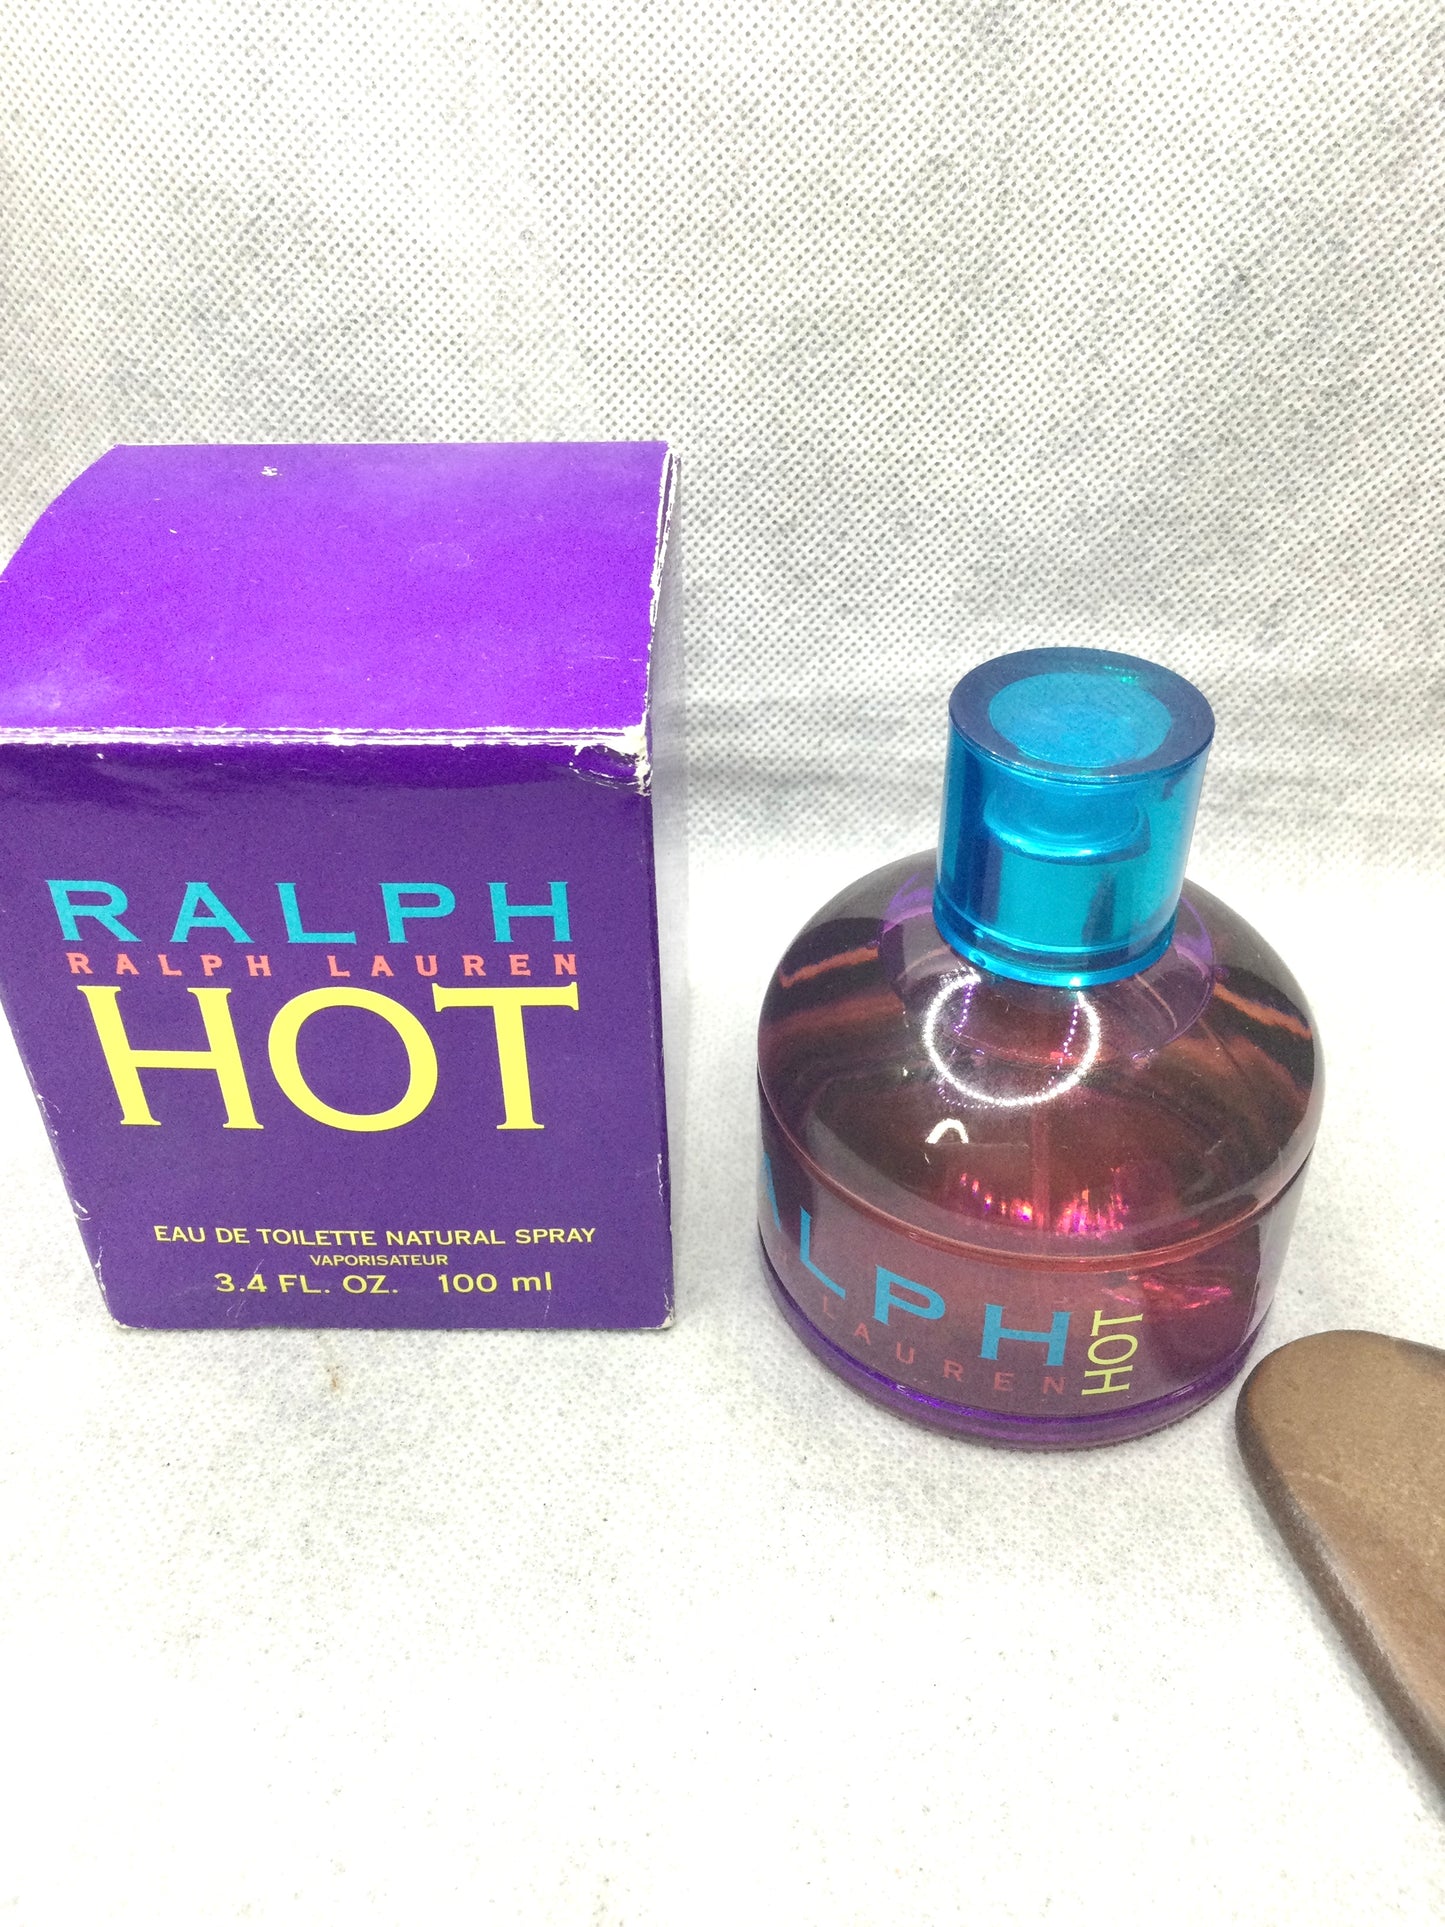 RALPH
RALPH LAUREN
HOT
EAU DE TOILETTE NATURAL SPRAY
VAPORISATEUR
3.4 FL. OZ. 100 ml
ALPH
LAUREN
HOT